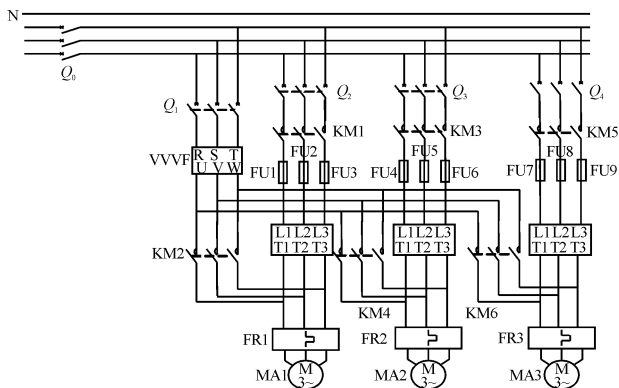 N
Q₀
Q₁
Q₂
Q₃
Q₄
KM1
KM3
KM5
VVVF
R S T
U V W
FU1
FU2
FU3
FU4
FU5
FU6
FU7
FU8
FU9
L1 L2 L3
T1 T2 T3
L1 L2 L3
T1 T2 T3
L1 L2 L3
T1 T2 T3
KM2
KM4
KM6
FR1
FR2
FR3
MA1
M
3~
MA2
M
3~
MA3
M
3~